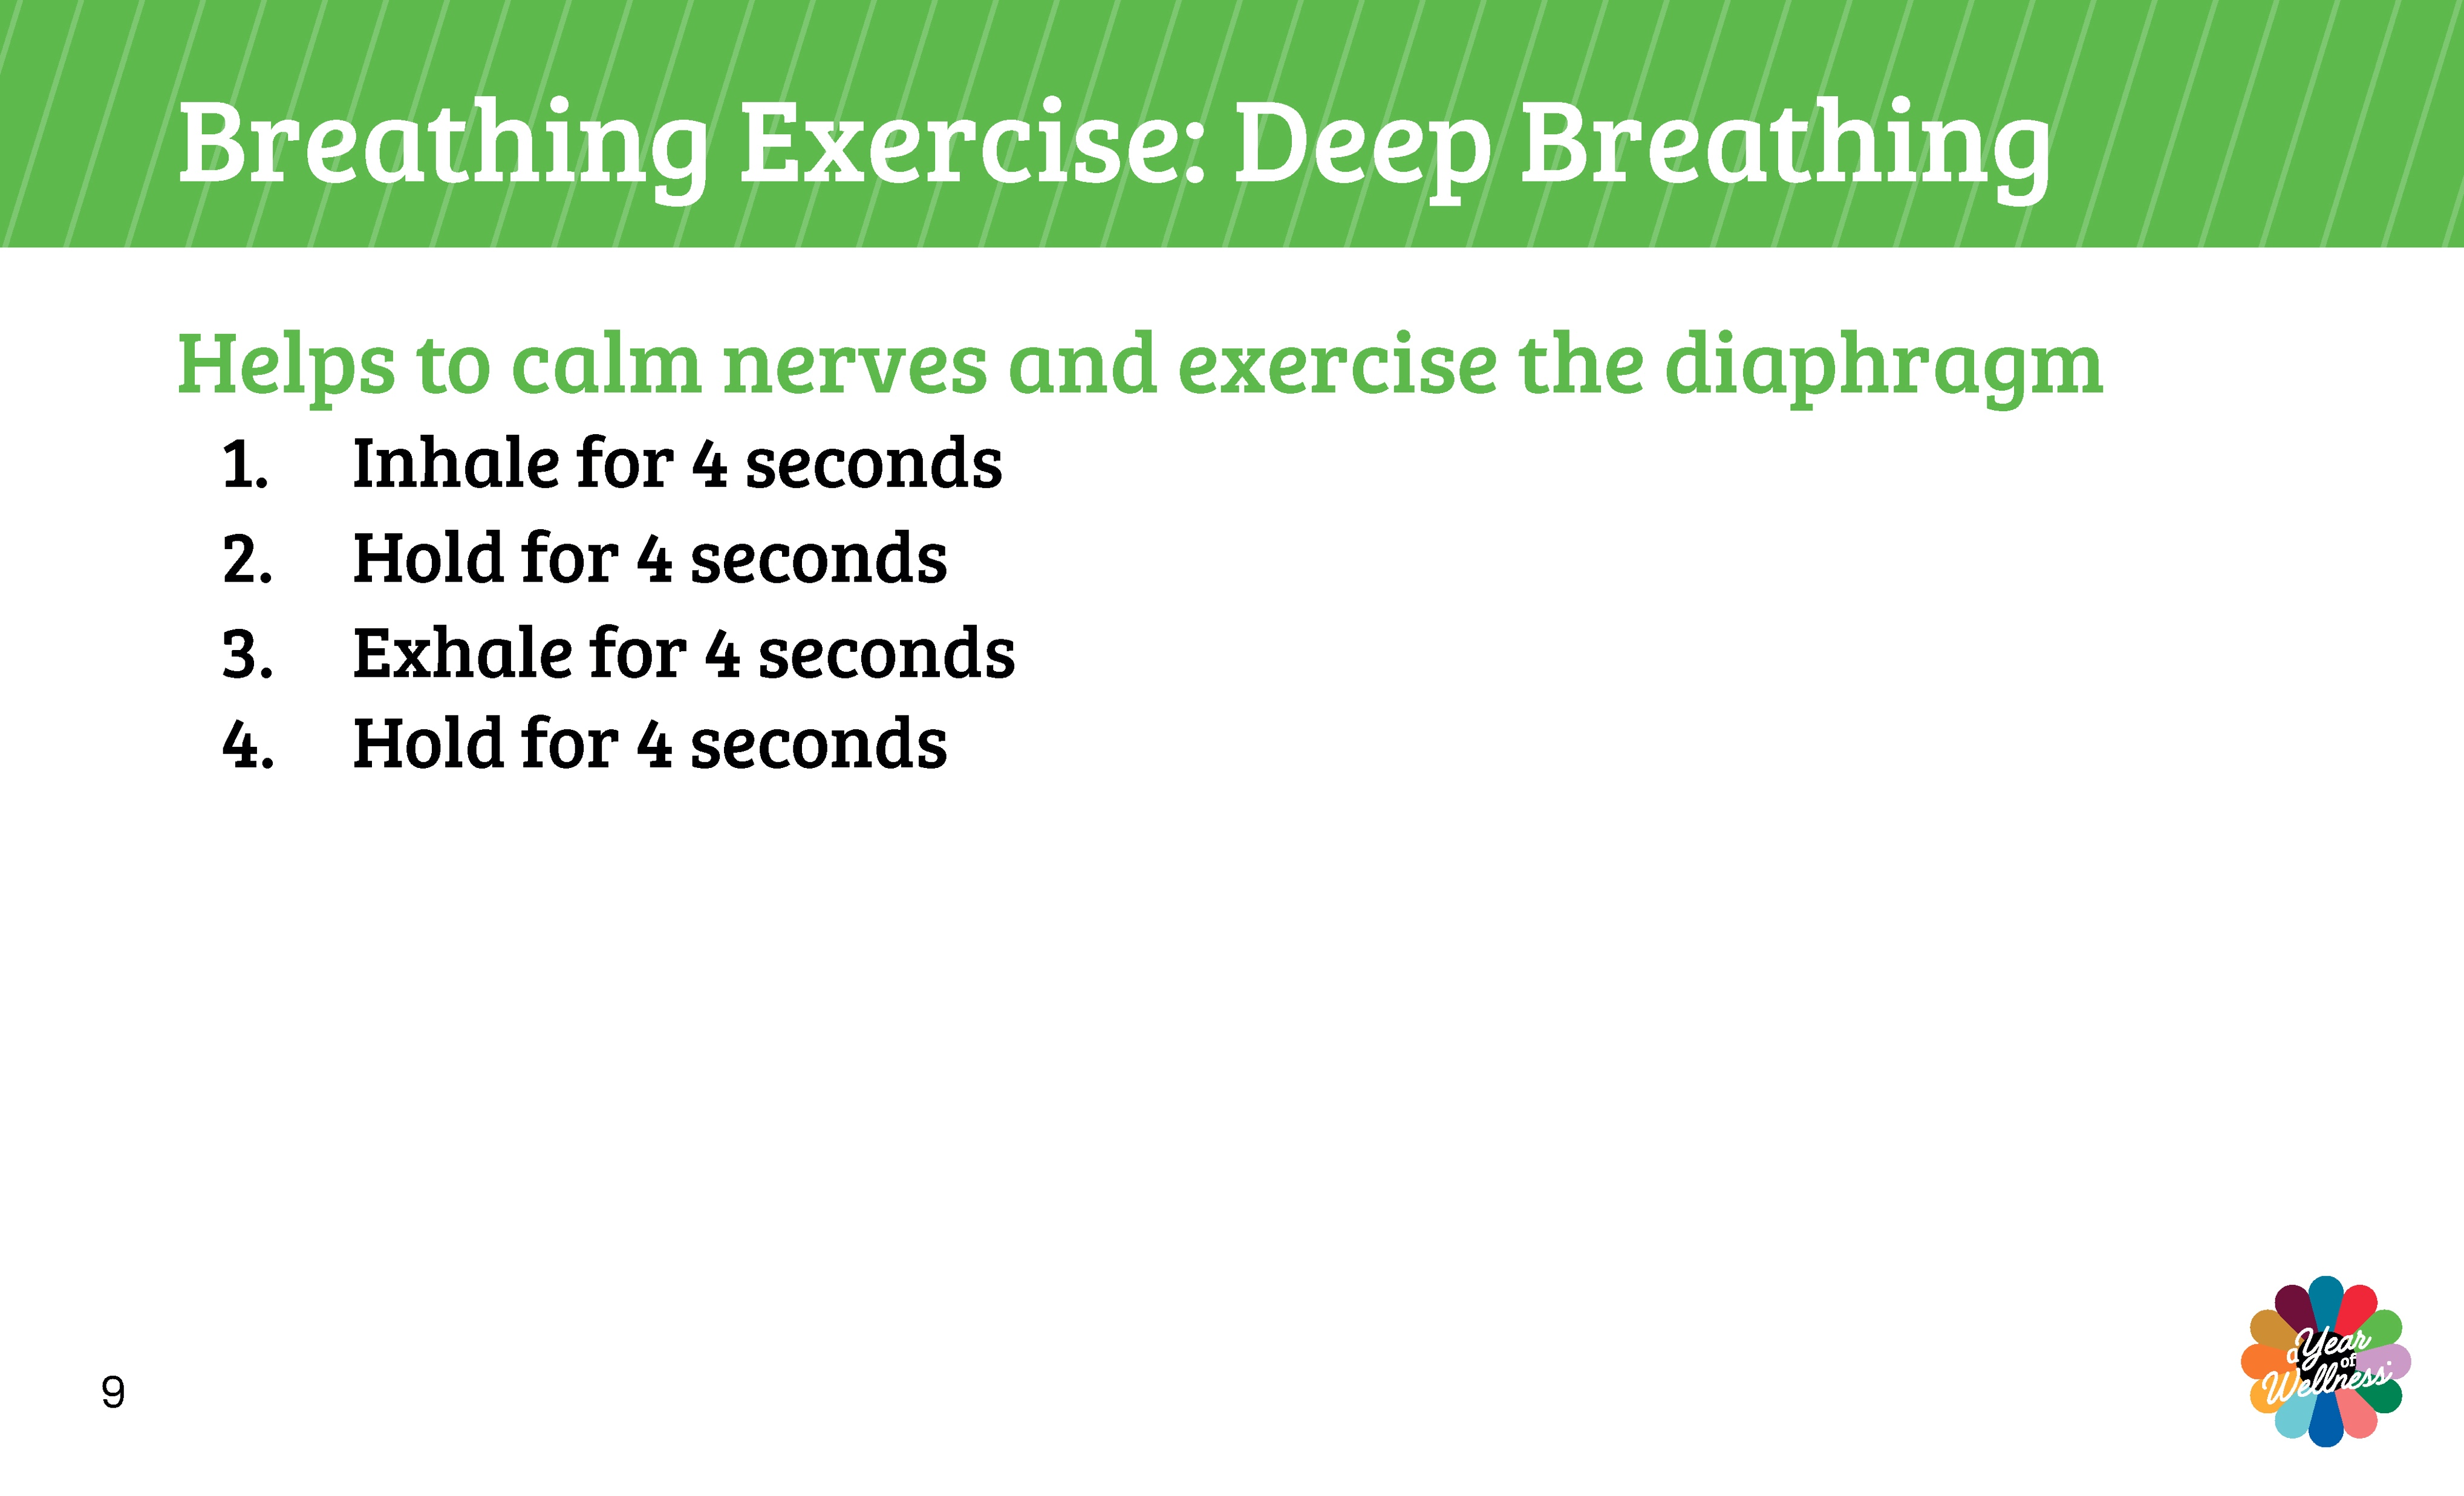 Breathing Exercise: Deep Breathing
Helps to calm nerves and exercise the diaphragm
1. Inhale for 4 seconds
2. Hold for 4 seconds
3. Exhale for 4 seconds
4. Hold for 4 seconds
9
a Year
of
Wellness